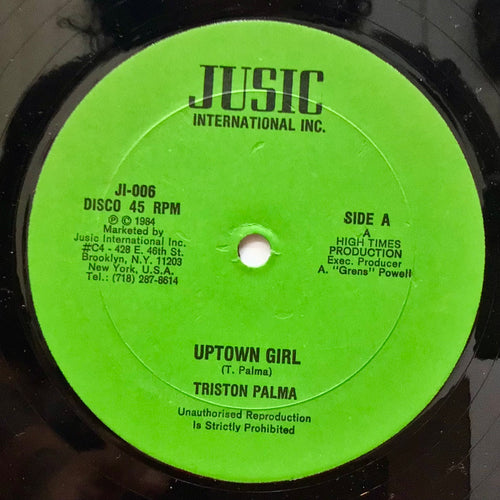 JUSIC
INTERNATIONAL INC.
JI-006
DISCO 45 RPM
℗ © 1984
Marketed by
Jusic International Inc.
#C4 - 428 E. 46th St.
Brooklyn, N.Y. 11203
New York, U.S.A.
Tel.: (718) 287-8614
SIDE A
A
HIGH TIMES
PRODUCTION
Exec. Producer
A. "Grens" Powell
UPTOWN GIRL
(T. Palma)
TRISTON PALMA
Unauthorised Reproduction
Is Strictly Prohibited